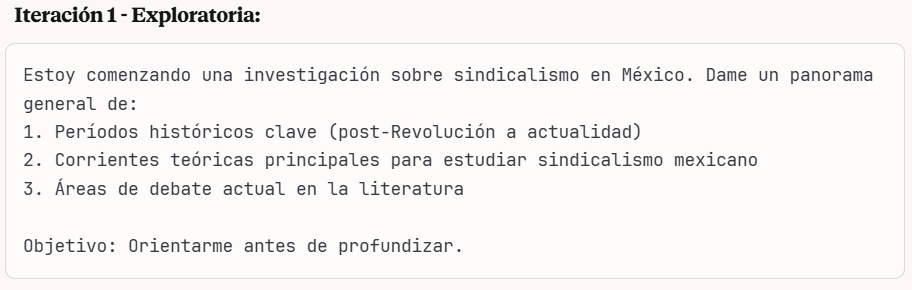 Iteración 1 - Exploratoria:
Estoy comenzando una investigación sobre sindicalismo en México. Dame un panorama
general de:
1. Períodos históricos clave (post-Revolución a actualidad)
2. Corrientes teóricas principales para estudiar sindicalismo mexicano
3. Áreas de debate actual en la literatura
Objetivo: Orientarme antes de profundizar.